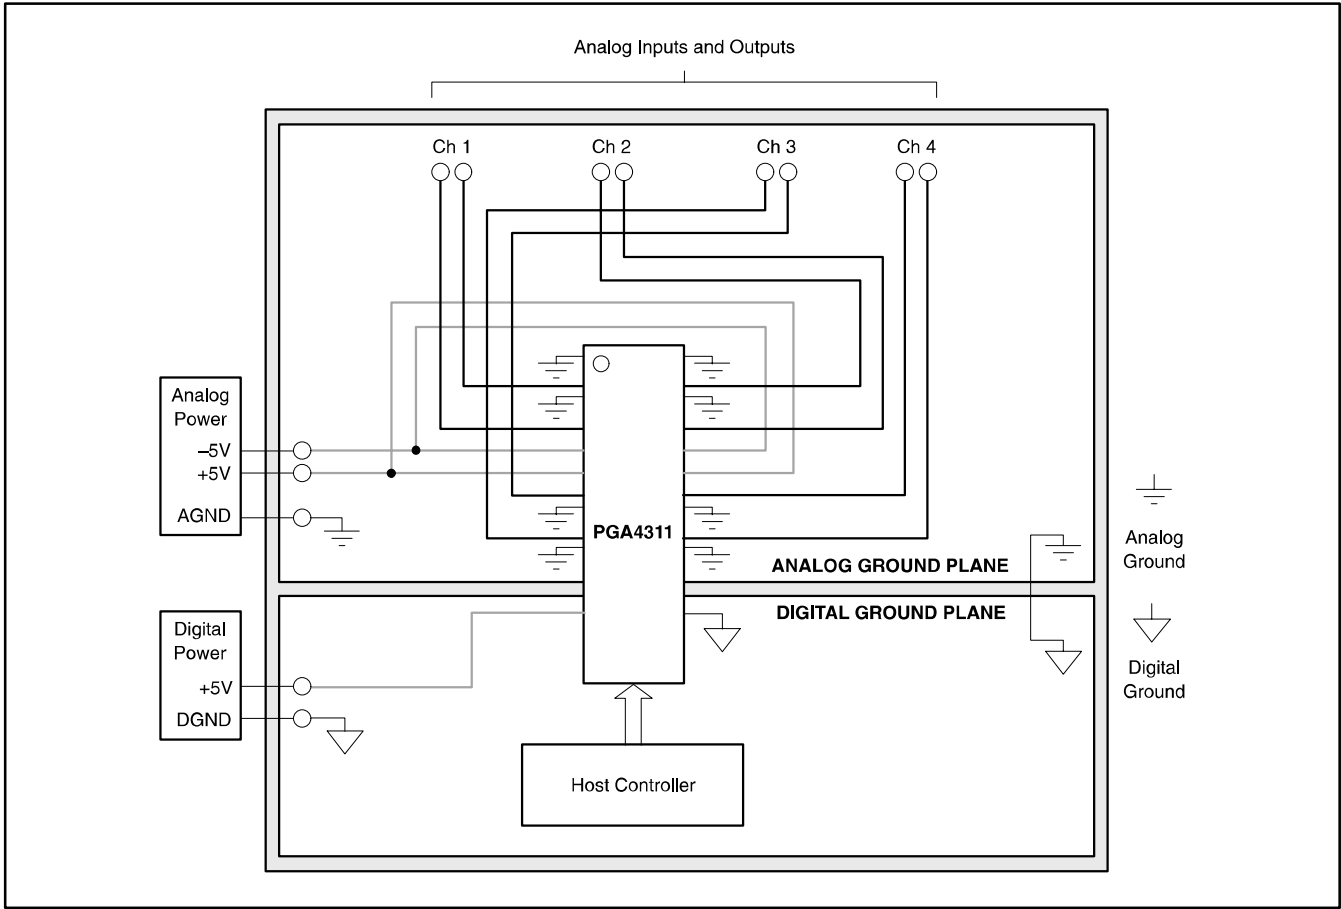 Analog Inputs and Outputs
Ch 1
Ch 2
Ch 3
Ch 4
Analog
Power
–5V
+5V
AGND
PGA4311
ANALOG GROUND PLANE
DIGITAL GROUND PLANE
Analog
Ground
Digital
Ground
Digital
Power
+5V
DGND
Host Controller